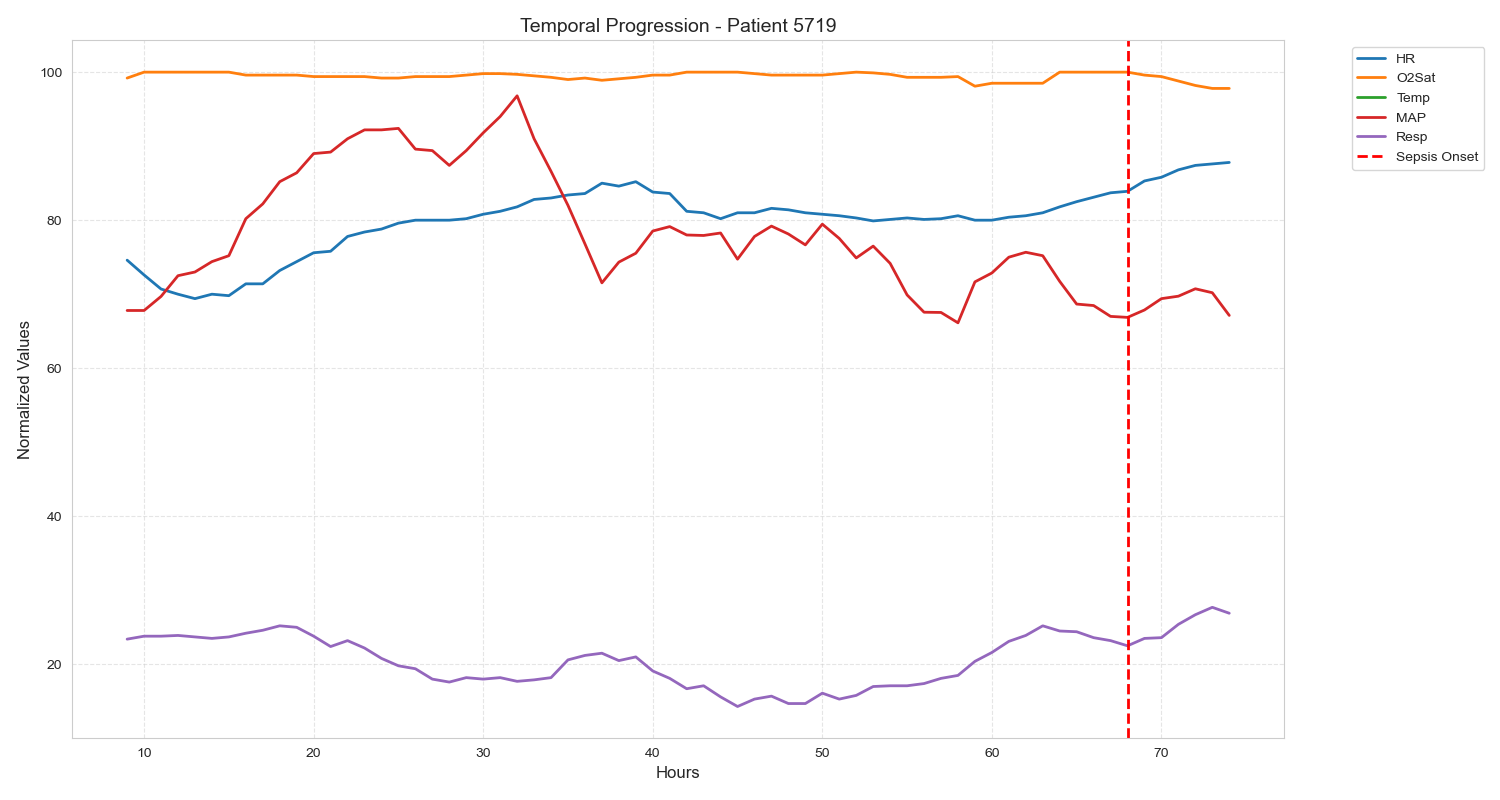 Temporal Progression - Patient 5719
Normalized Values
100
80
60
40
20
10
20
30
40
50
60
70
Hours
HR
O2Sat
Temp
MAP
Resp
Sepsis Onset